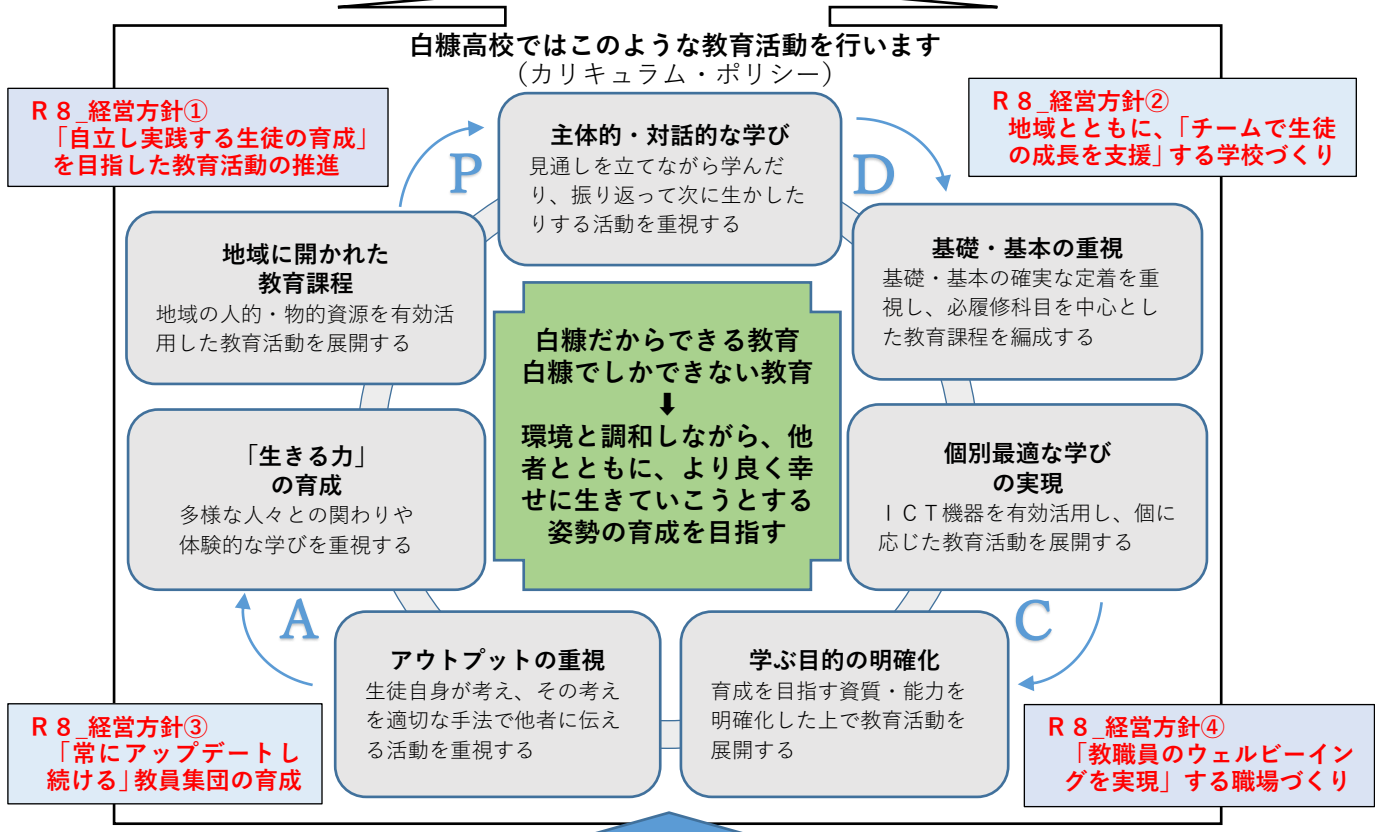 白糠高校ではこのような教育活動を行います
（カリキュラム・ポリシー）
Ｒ８_経営方針①
「自立し実践する生徒の育成」
を目指した教育活動の推進
Ｒ８_経営方針②
地域とともに、「チームで生徒
の成長を支援」する学校づくり
P
主体的・対話的な学び
見通しを立てながら学んだ
り、振り返って次に生かした
りする活動を重視する
D
地域に開かれた
教育課程
地域の人的・物的資源を有効活
用した教育活動を展開する
基礎・基本の重視
基礎・基本の確実な定着を重
視し、必履修科目を中心とし
た教育課程を編成する
白糠だからできる教育
白糠でしかできない教育
⬇
環境と調和しながら、他
者とともに、より良く幸
せに生きていこうとする
姿勢の育成を目指す
「生きる力」
の育成
多様な人々との関わりや
体験的な学びを重視する
個別最適な学び
の実現
ＩＣＴ機器を有効活用し、個に
応じた教育活動を展開する
A
アウトプットの重視
生徒自身が考え、その考え
を適切な手法で他者に伝え
る活動を重視する
学ぶ目的の明確化
育成を目指す資質・能力を
明確化した上で教育活動を
展開する
C
Ｒ８_経営方針③
「常にアップデートし
続ける」教員集団の育成
Ｒ８_経営方針④
「教職員のウェルビーイン
グを実現」する職場づくり